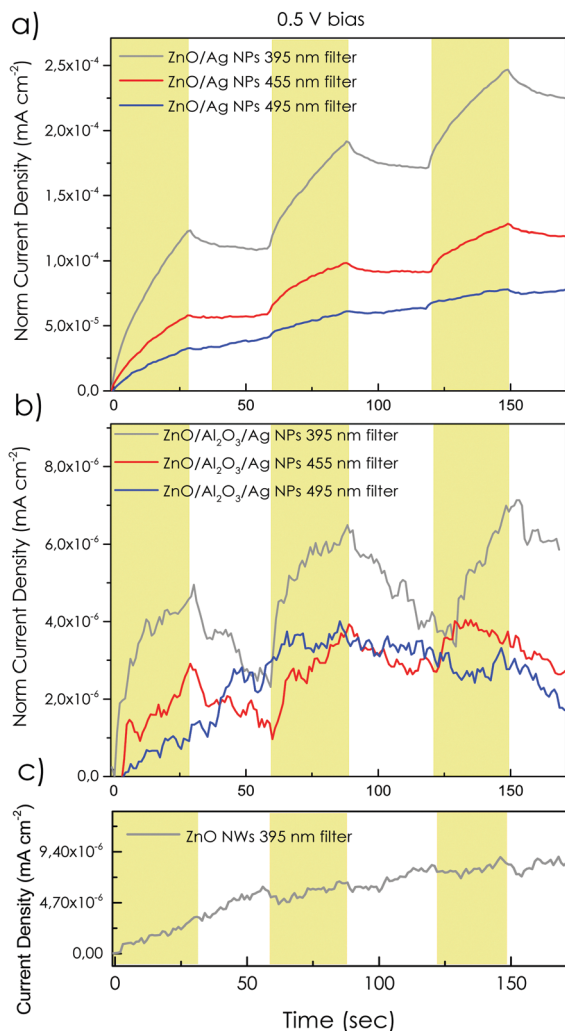 0.5 V bias
a)
ZnO/Ag NPs 395 nm filter
ZnO/Ag NPs 455 nm filter
ZnO/Ag NPs 495 nm filter
Norm Current Density (mA cm⁻²)
2,5x10⁻⁴
2,0x10⁻⁴
1,5x10⁻⁴
1,0x10⁻⁴
5,0x10⁻⁵
0,0
0 50 100 150
b)
ZnO/Al₂O₃/Ag NPs 395 nm filter
ZnO/Al₂O₃/Ag NPs 455 nm filter
ZnO/Al₂O₃/Ag NPs 495 nm filter
Norm Current Density (mA cm⁻²)
8,0x10⁻⁶
6,0x10⁻⁶
4,0x10⁻⁶
2,0x10⁻⁶
0,0
0 50 100 150
c)
ZnO NWs 395 nm filter
Current Density (mA cm⁻²)
9,40x10⁻⁶
4,70x10⁻⁶
0,00
0 50 100 150
Time (sec)